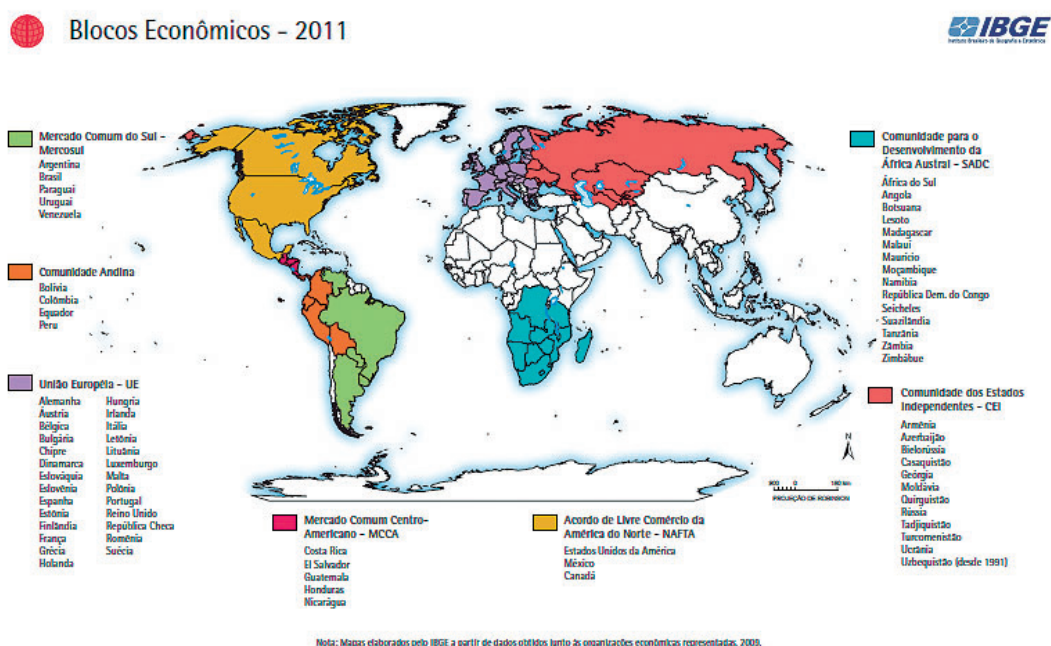 Blocos Econômicos - 2011
IBGE
Instituto Brasileiro de Geografia e Estatística
Mercado Comum do Sul -
Mercosul
Argentina
Brasil
Paraguai
Uruguai
Venezuela
Comunidade Andina
Bolívia
Colômbia
Equador
Peru
União Européia - UE
Alemanha
Áustria
Bélgica
Bulgária
Chipre
Dinamarca
Eslováquia
Eslovênia
Espanha
Estônia
Finlândia
França
Grécia
Holanda
Hungria
Irlanda
Itália
Letônia
Lituânia
Luxemburgo
Malta
Polônia
Portugal
Reino Unido
República Checa
Romênia
Suécia
Mercado Comum Centro-
Americano - MCCA
Costa Rica
El Salvador
Guatemala
Honduras
Nicarágua
Acordo de Livre Comércio da
América do Norte - NAFTA
Estados Unidos da América
México
Canadá
Comunidade para o
Desenvolvimento da
África Austral - SADC
África do Sul
Angola
Botsuana
Lesoto
Madagascar
Malauí
Maurício
Moçambique
Namíbia
República Dem. do Congo
Seicheles
Suazilândia
Tanzânia
Zâmbia
Zimbábue
Comunidade dos Estados
Independentes - CEI
Armênia
Azerbaijão
Bielorússia
Casaquistão
Geórgia
Moldávia
Quirguistão
Rússia
Tadjiquistão
Turcomenistão
Ucrânia
Uzbequistão (desde 1991)
N
0
km
PROJEÇÃO DE ROBINSON
Nota: Mapas elaborados pelo IBGE a partir de dados obtidos junto às organizações econômicas representadas, 2009.